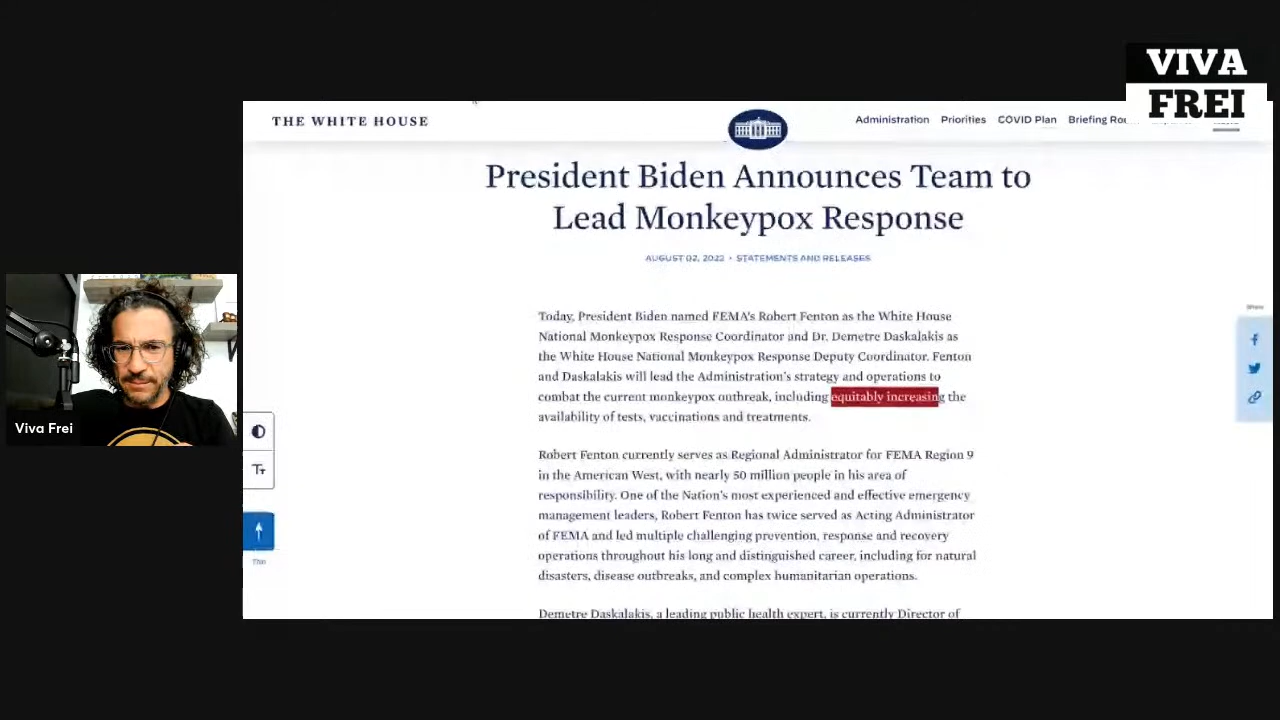 VIVA
FREI
THE WHITE HOUSE
Administration Priorities COVID Plan Briefing
President Biden Announces Team to
Lead Monkeypox Response
AUGUST 02, 2022 • STATEMENTS AND RELEASES
Today, President Biden named FEMA's Robert Fenton as the White House
National Monkeypox Response Coordinator and Dr. Demetre Daskalakis as
the White House National Monkeypox Response Deputy Coordinator. Fenton
and Daskalakis will lead the Administration's strategy and operations to
combat the current monkeypox outbreak, including equitably increasing the
availability of tests, vaccinations and treatments.
Robert Fenton currently serves as Regional Administrator for FEMA Region 9
in the American West, with nearly 50 million people in his area of
responsibility. One of the Nation's most experienced and effective emergency
management leaders, Robert Fenton has twice served as Acting Administrator
of FEMA and led multiple challenging prevention, response and recovery
operations throughout his long and distinguished career, including for natural
disasters, disease outbreaks, and complex humanitarian operations.
Demetre Daskalakis, a leading public health expert, is currently Director of
Share
Viva Frei
Tт